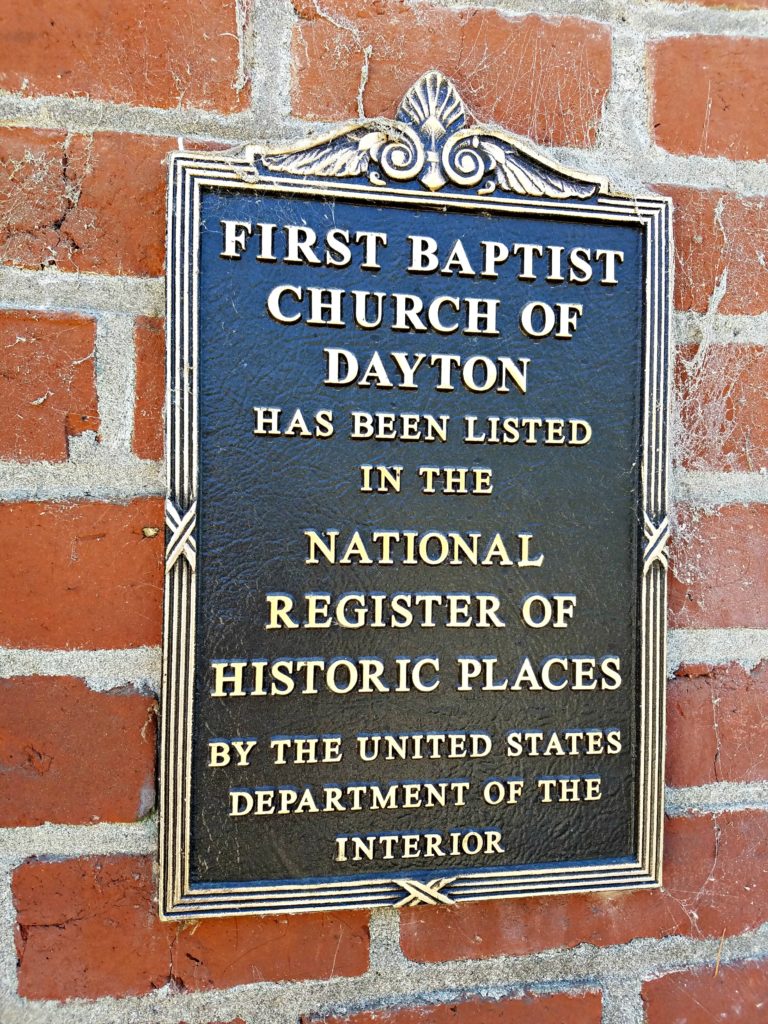 FIRST BAPTIST
CHURCH OF
DAYTON
HAS BEEN LISTED
IN THE
NATIONAL
REGISTER OF
HISTORIC PLACES
BY THE UNITED STATES
DEPARTMENT OF THE
INTERIOR